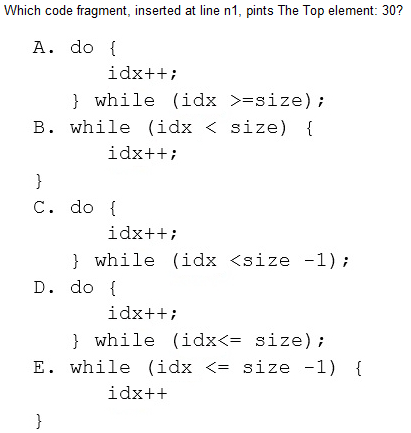 Which code fragment, inserted at line n1, pints The Top element: 30?
A. do {
idx++;
} while (idx >=size);
B. while (idx < size) {
idx++;
}
C. do {
idx++;
} while (idx <size -1);
D. do {
idx++;
} while (idx<= size);
E. while (idx <= size -1) {
idx++
}